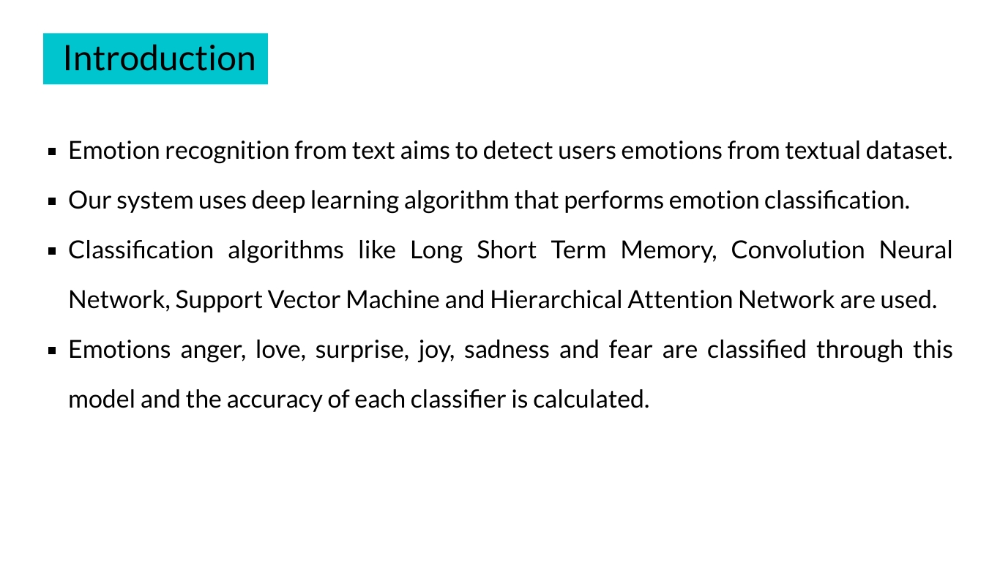 Introduction
▪ Emotion recognition from text aims to detect users emotions from textual dataset.
▪ Our system uses deep learning algorithm that performs emotion classification.
▪ Classification algorithms like Long Short Term Memory, Convolution Neural
Network, Support Vector Machine and Hierarchical Attention Network are used.
▪ Emotions anger, love, surprise, joy, sadness and fear are classified through this
model and the accuracy of each classifier is calculated.